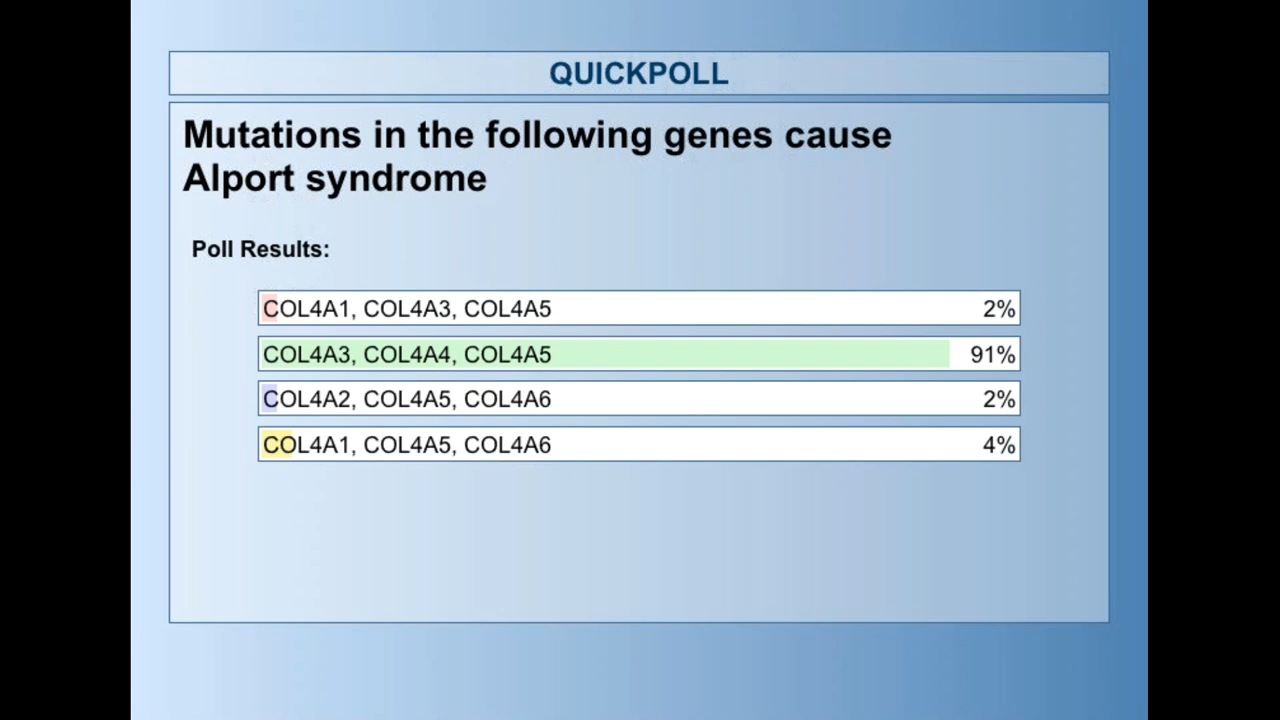 QUICKPOLL
Mutations in the following genes cause
Alport syndrome
Poll Results:
COL4A1, COL4A3, COL4A5 2%
COL4A3, COL4A4, COL4A5 91%
COL4A2, COL4A5, COL4A6 2%
COL4A1, COL4A5, COL4A6 4%